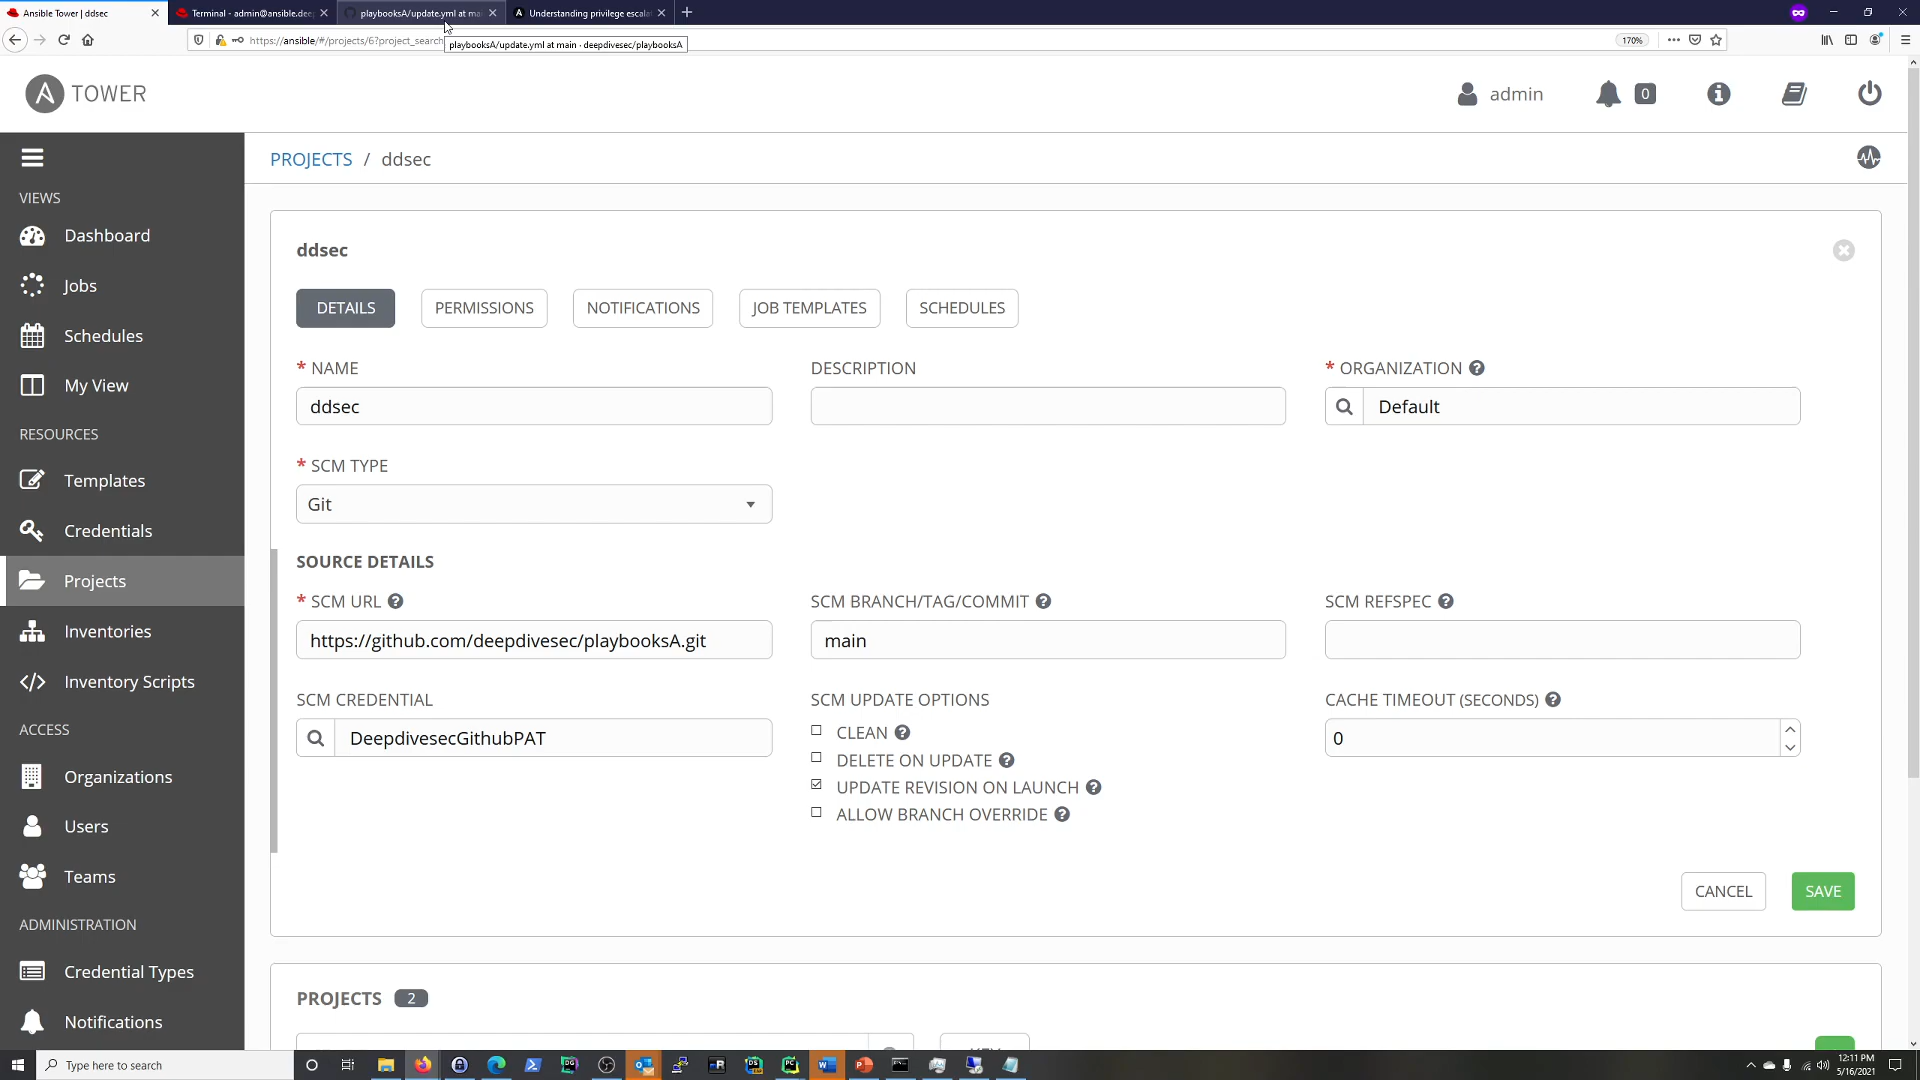 Ansible Tower | ddsec
Terminal - admin@ansible.dee
playbooksA/update.yml at mai
Understanding privilege escalat
https://ansible/#/projects/6?project_search
170%
playbooksA/update.yml at main · deepdivesec/playbooksA
TOWER
admin
0
VIEWS
Dashboard
Jobs
Schedules
My View
RESOURCES
Templates
Credentials
Projects
Inventories
Inventory Scripts
ACCESS
Organizations
Users
Teams
ADMINISTRATION
Credential Types
Notifications
PROJECTS / ddsec
ddsec
DETAILS
PERMISSIONS
NOTIFICATIONS
JOB TEMPLATES
SCHEDULES
* NAME
ddsec
DESCRIPTION
* ORGANIZATION
Default
* SCM TYPE
Git
SOURCE DETAILS
* SCM URL
https://github.com/deepdivesec/playbooksA.git
SCM BRANCH/TAG/COMMIT
main
SCM REFSPEC
SCM CREDENTIAL
DeepdivesecGithubPAT
SCM UPDATE OPTIONS
CLEAN
DELETE ON UPDATE
UPDATE REVISION ON LAUNCH
ALLOW BRANCH OVERRIDE
CACHE TIMEOUT (SECONDS)
0
CANCEL
SAVE
PROJECTS 2
Type here to search
12:11 PM
5/16/2021